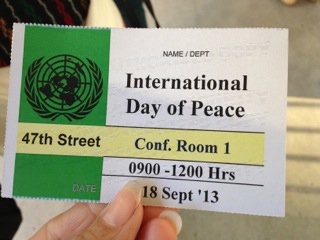 NAME / DEPT
International
Day of Peace
47th Street
Conf. Room 1
0900 -1200 Hrs
DATE
18 Sept '13